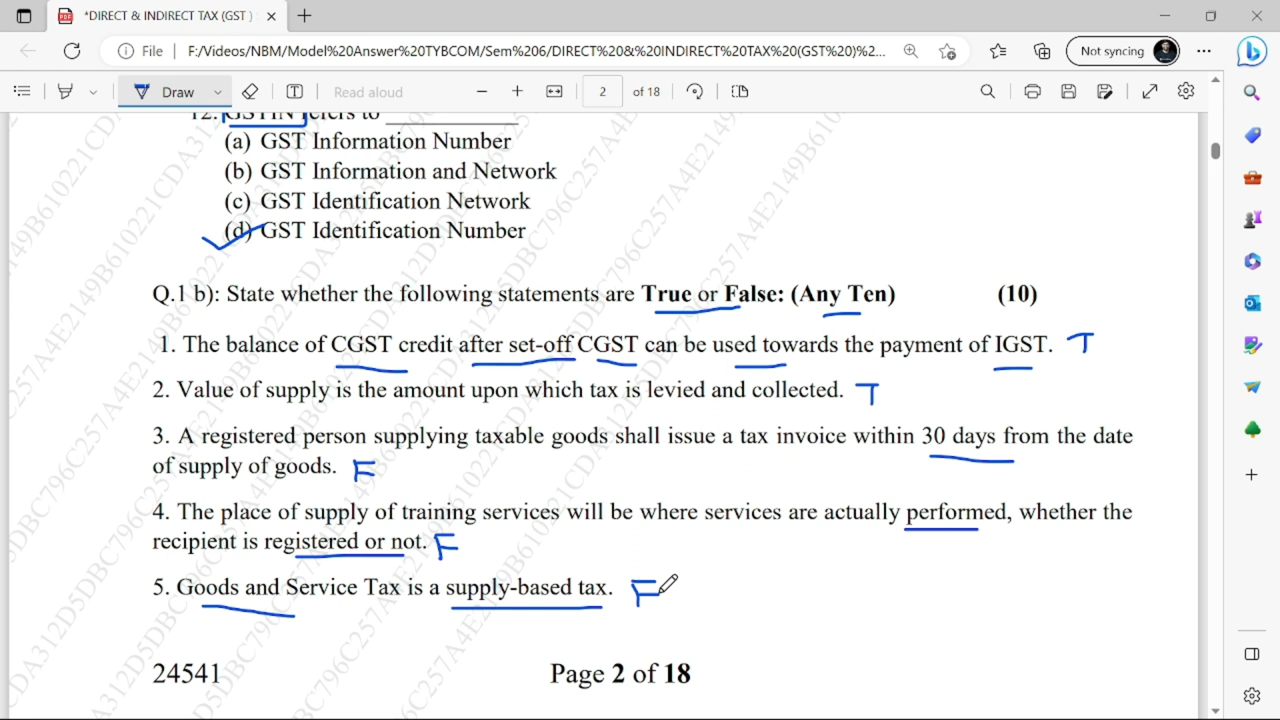 *DIRECT & INDIRECT TAX (GST )
File
F:/Videos/NBM/Model%20Answer%20TYBCOM/Sem%206/DIRECT%20&%20INDIRECT%20TAX%20(GST%20)%2...
Not syncing
Draw
Read aloud
2
of 18
12. GSTIN refers to ____________
(a) GST Information Number
(b) GST Information and Network
(c) GST Identification Network
(d) GST Identification Number
Q.1 b): State whether the following statements are True or False: (Any Ten) (10)
1. The balance of CGST credit after set-off CGST can be used towards the payment of IGST. T
2. Value of supply is the amount upon which tax is levied and collected. T
3. A registered person supplying taxable goods shall issue a tax invoice within 30 days from the date
of supply of goods. F
4. The place of supply of training services will be where services are actually performed, whether the
recipient is registered or not. F
5. Goods and Service Tax is a supply-based tax. F
24541 Page 2 of 18